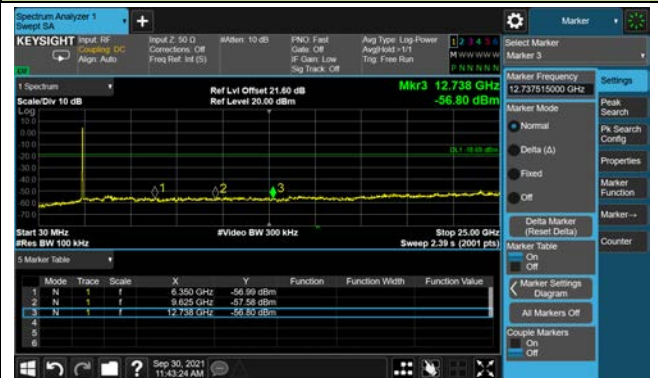 Spectrum Analyzer 1
Swept SA
Marker
KEYSIGHT
Input: RF
Coupling: DC
Align: Auto
Input Z: 50 Ω
Corrections: Off
Freq Ref: Int (S)
#Atten: 10 dB
PNO: Fast
Gate: Off
IF Gain: Low
Sig Track: Off
Avg Type: Log-Power
Avg|Hold:>1/1
Trig: Free Run
1 2 3 4 5 6
M W W W W W
P N N N N N
Select Marker
Marker 3
1 Spectrum
Scale/Div 10 dB
Log
Ref Lvl Offset 21.60 dB
Ref Level 20.00 dBm
Mkr3 12.738 GHz
-56.80 dBm
10.0
0.00
-10.0
-20.0
-30.0
-40.0
-50.0
-60.0
-70.0
1
2
3
Start 30 MHz
#Res BW 100 kHz
#Video BW 300 kHz
Stop 25.00 GHz
Sweep 2.39 s (2001 pts)
5 Marker Table
Mode Trace Scale X Y Function Function Width Function Value
1 N 1 f 6.350 GHz -56.99 dBm
2 N 1 f 9.625 GHz -57.58 dBm
3 N 1 f 12.738 GHz -56.80 dBm
4
5
6
Marker Frequency
12.737515000 GHz
Marker Mode
Normal
Delta (Δ)
Fixed
Off
Delta Marker
(Reset Delta)
Marker Table
On
Off
Marker Settings
Diagram
All Markers Off
Couple Markers
On
Off
Settings
Peak
Search
Pk Search
Config
Properties
Marker
Function
Marker→
Counter
Sep 30, 2021
11:43:24 AM